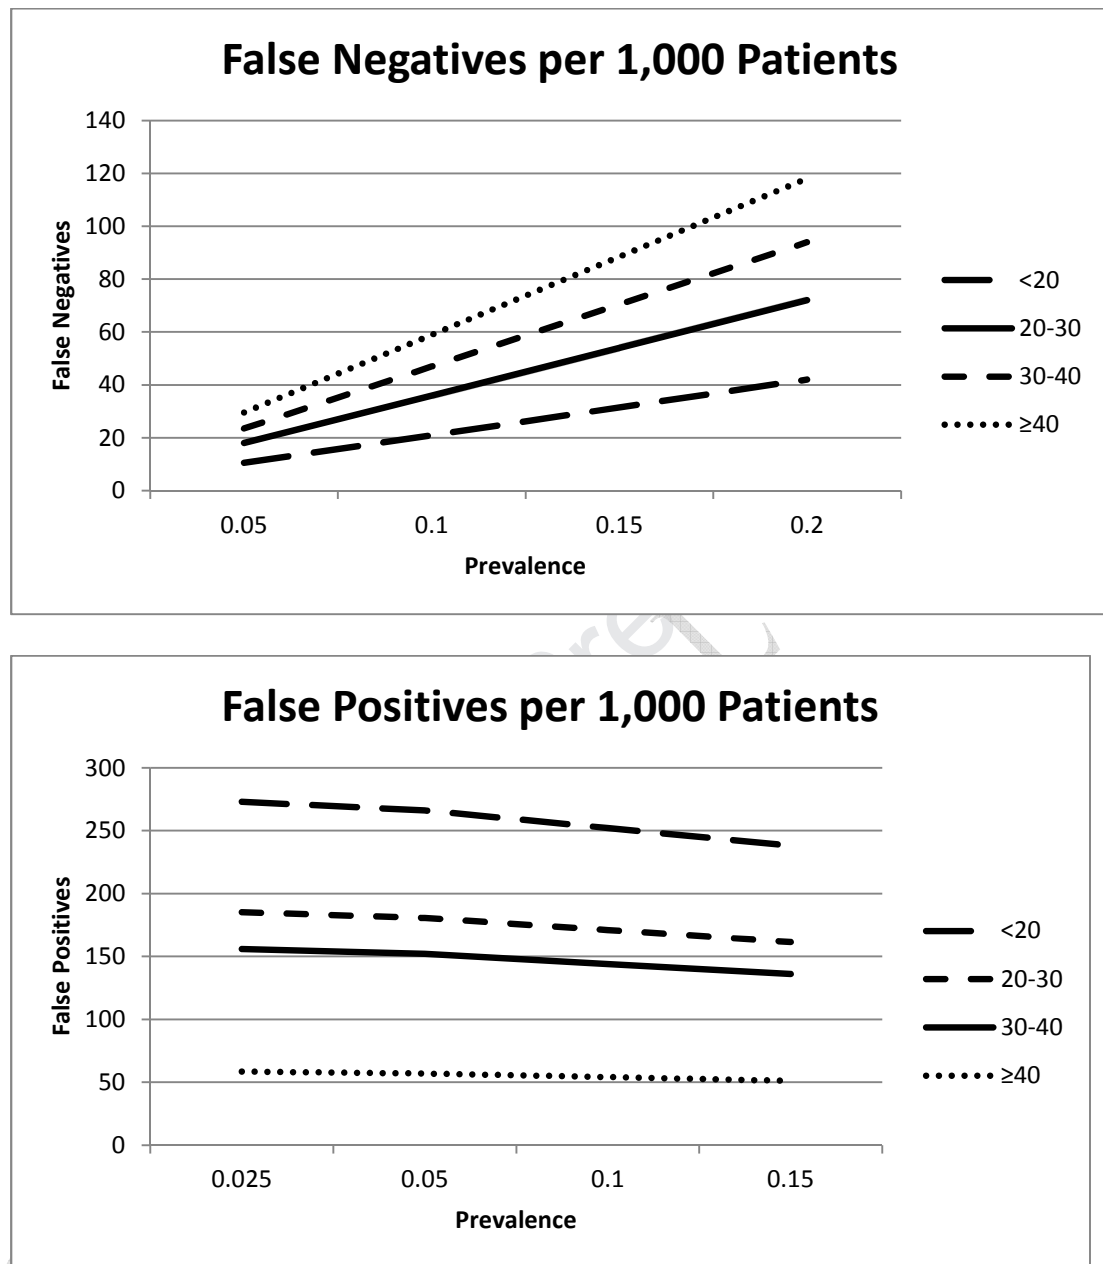 False Negatives per 1,000 Patients
140
120
100
80
60
40
20
0
False Negatives
0.05 0.1 0.15 0.2
Prevalence
<20
20-30
30-40
≥40
False Positives per 1,000 Patients
300
250
200
150
100
50
0
False Positives
0.025 0.05 0.1 0.15
Prevalence
<20
20-30
30-40
≥40